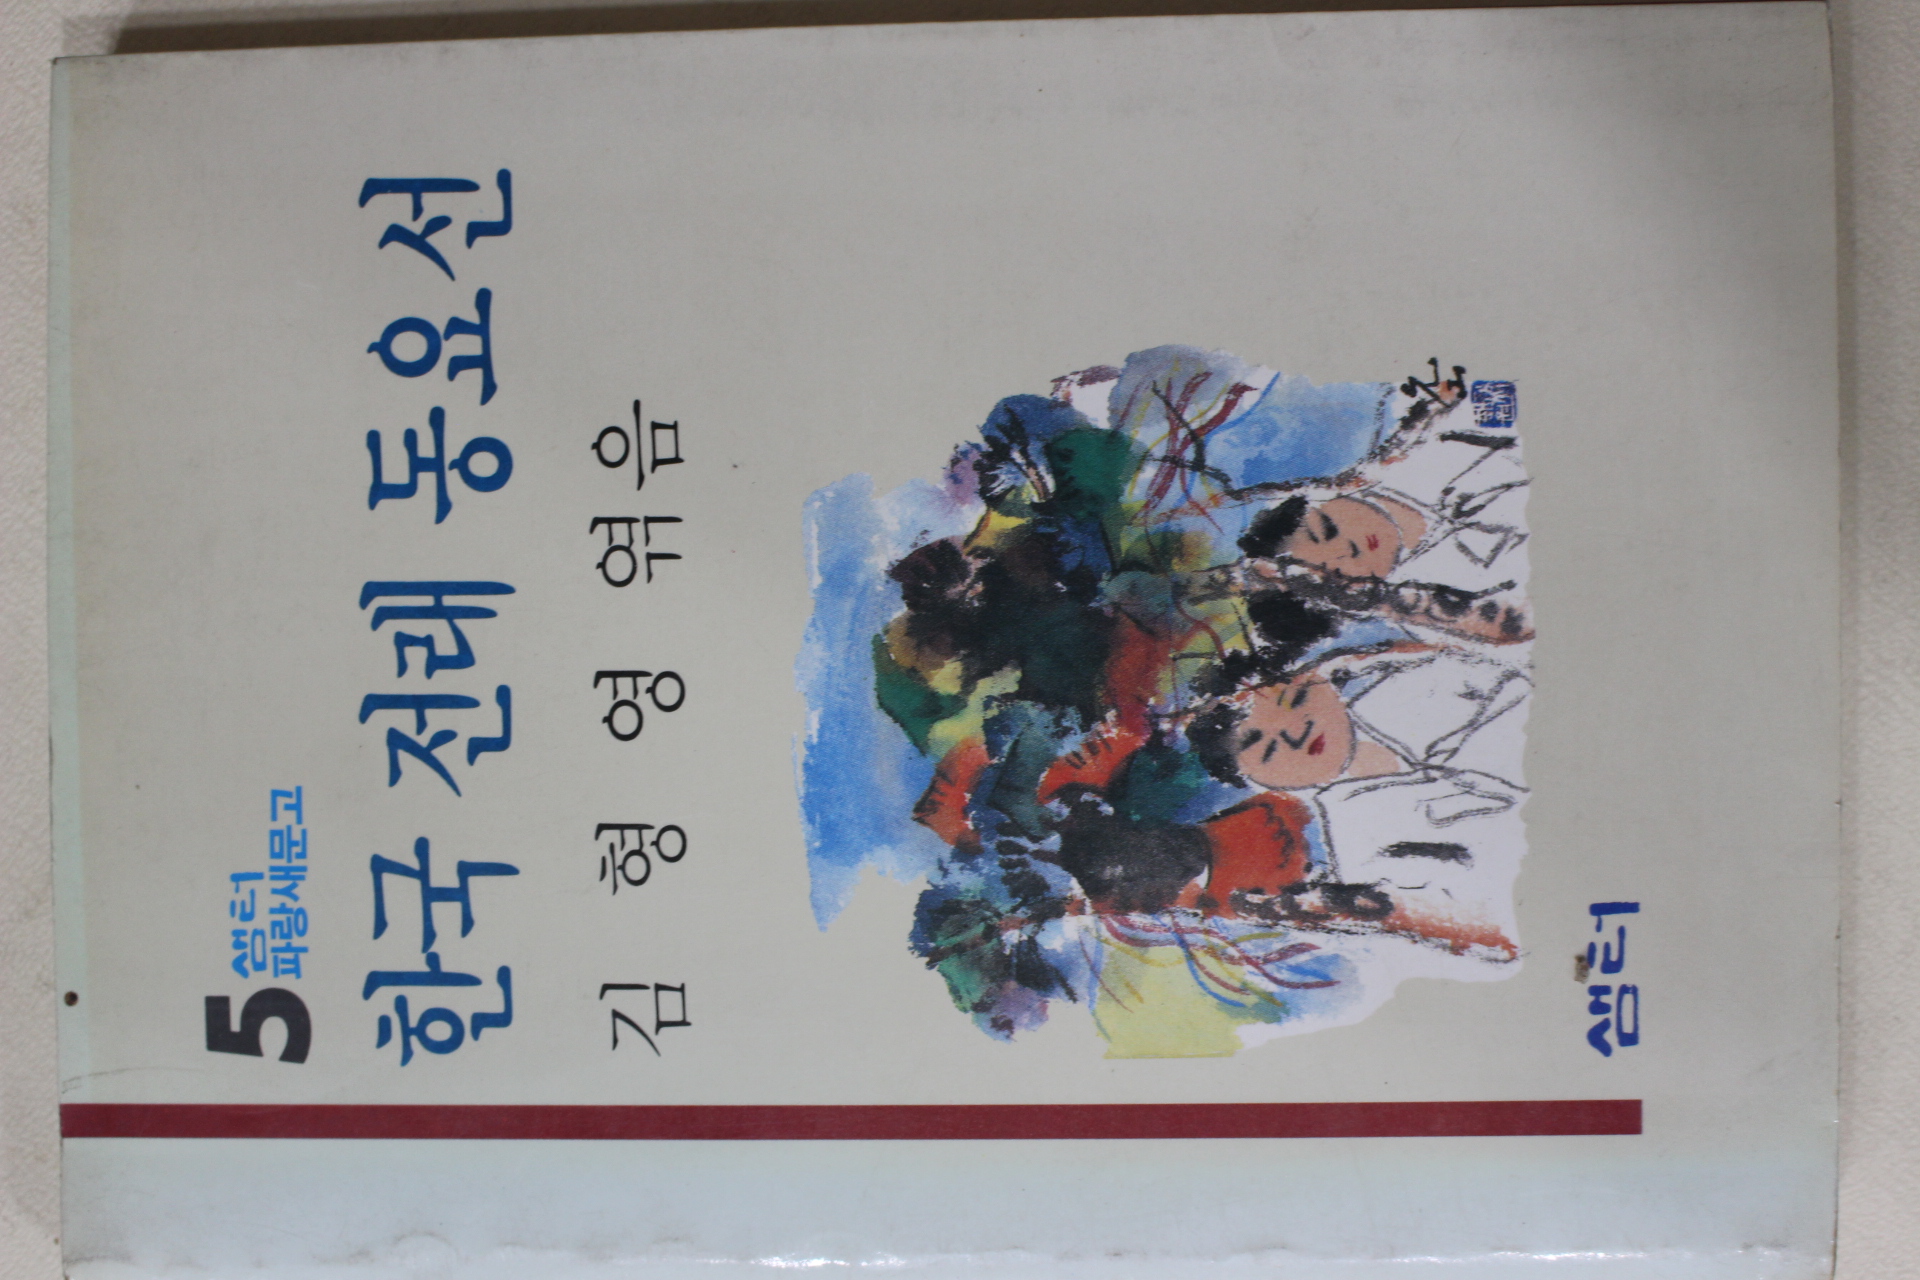 5 샘터
파랑새문고
한국 전래 동요선
김형영 엮음
샘터